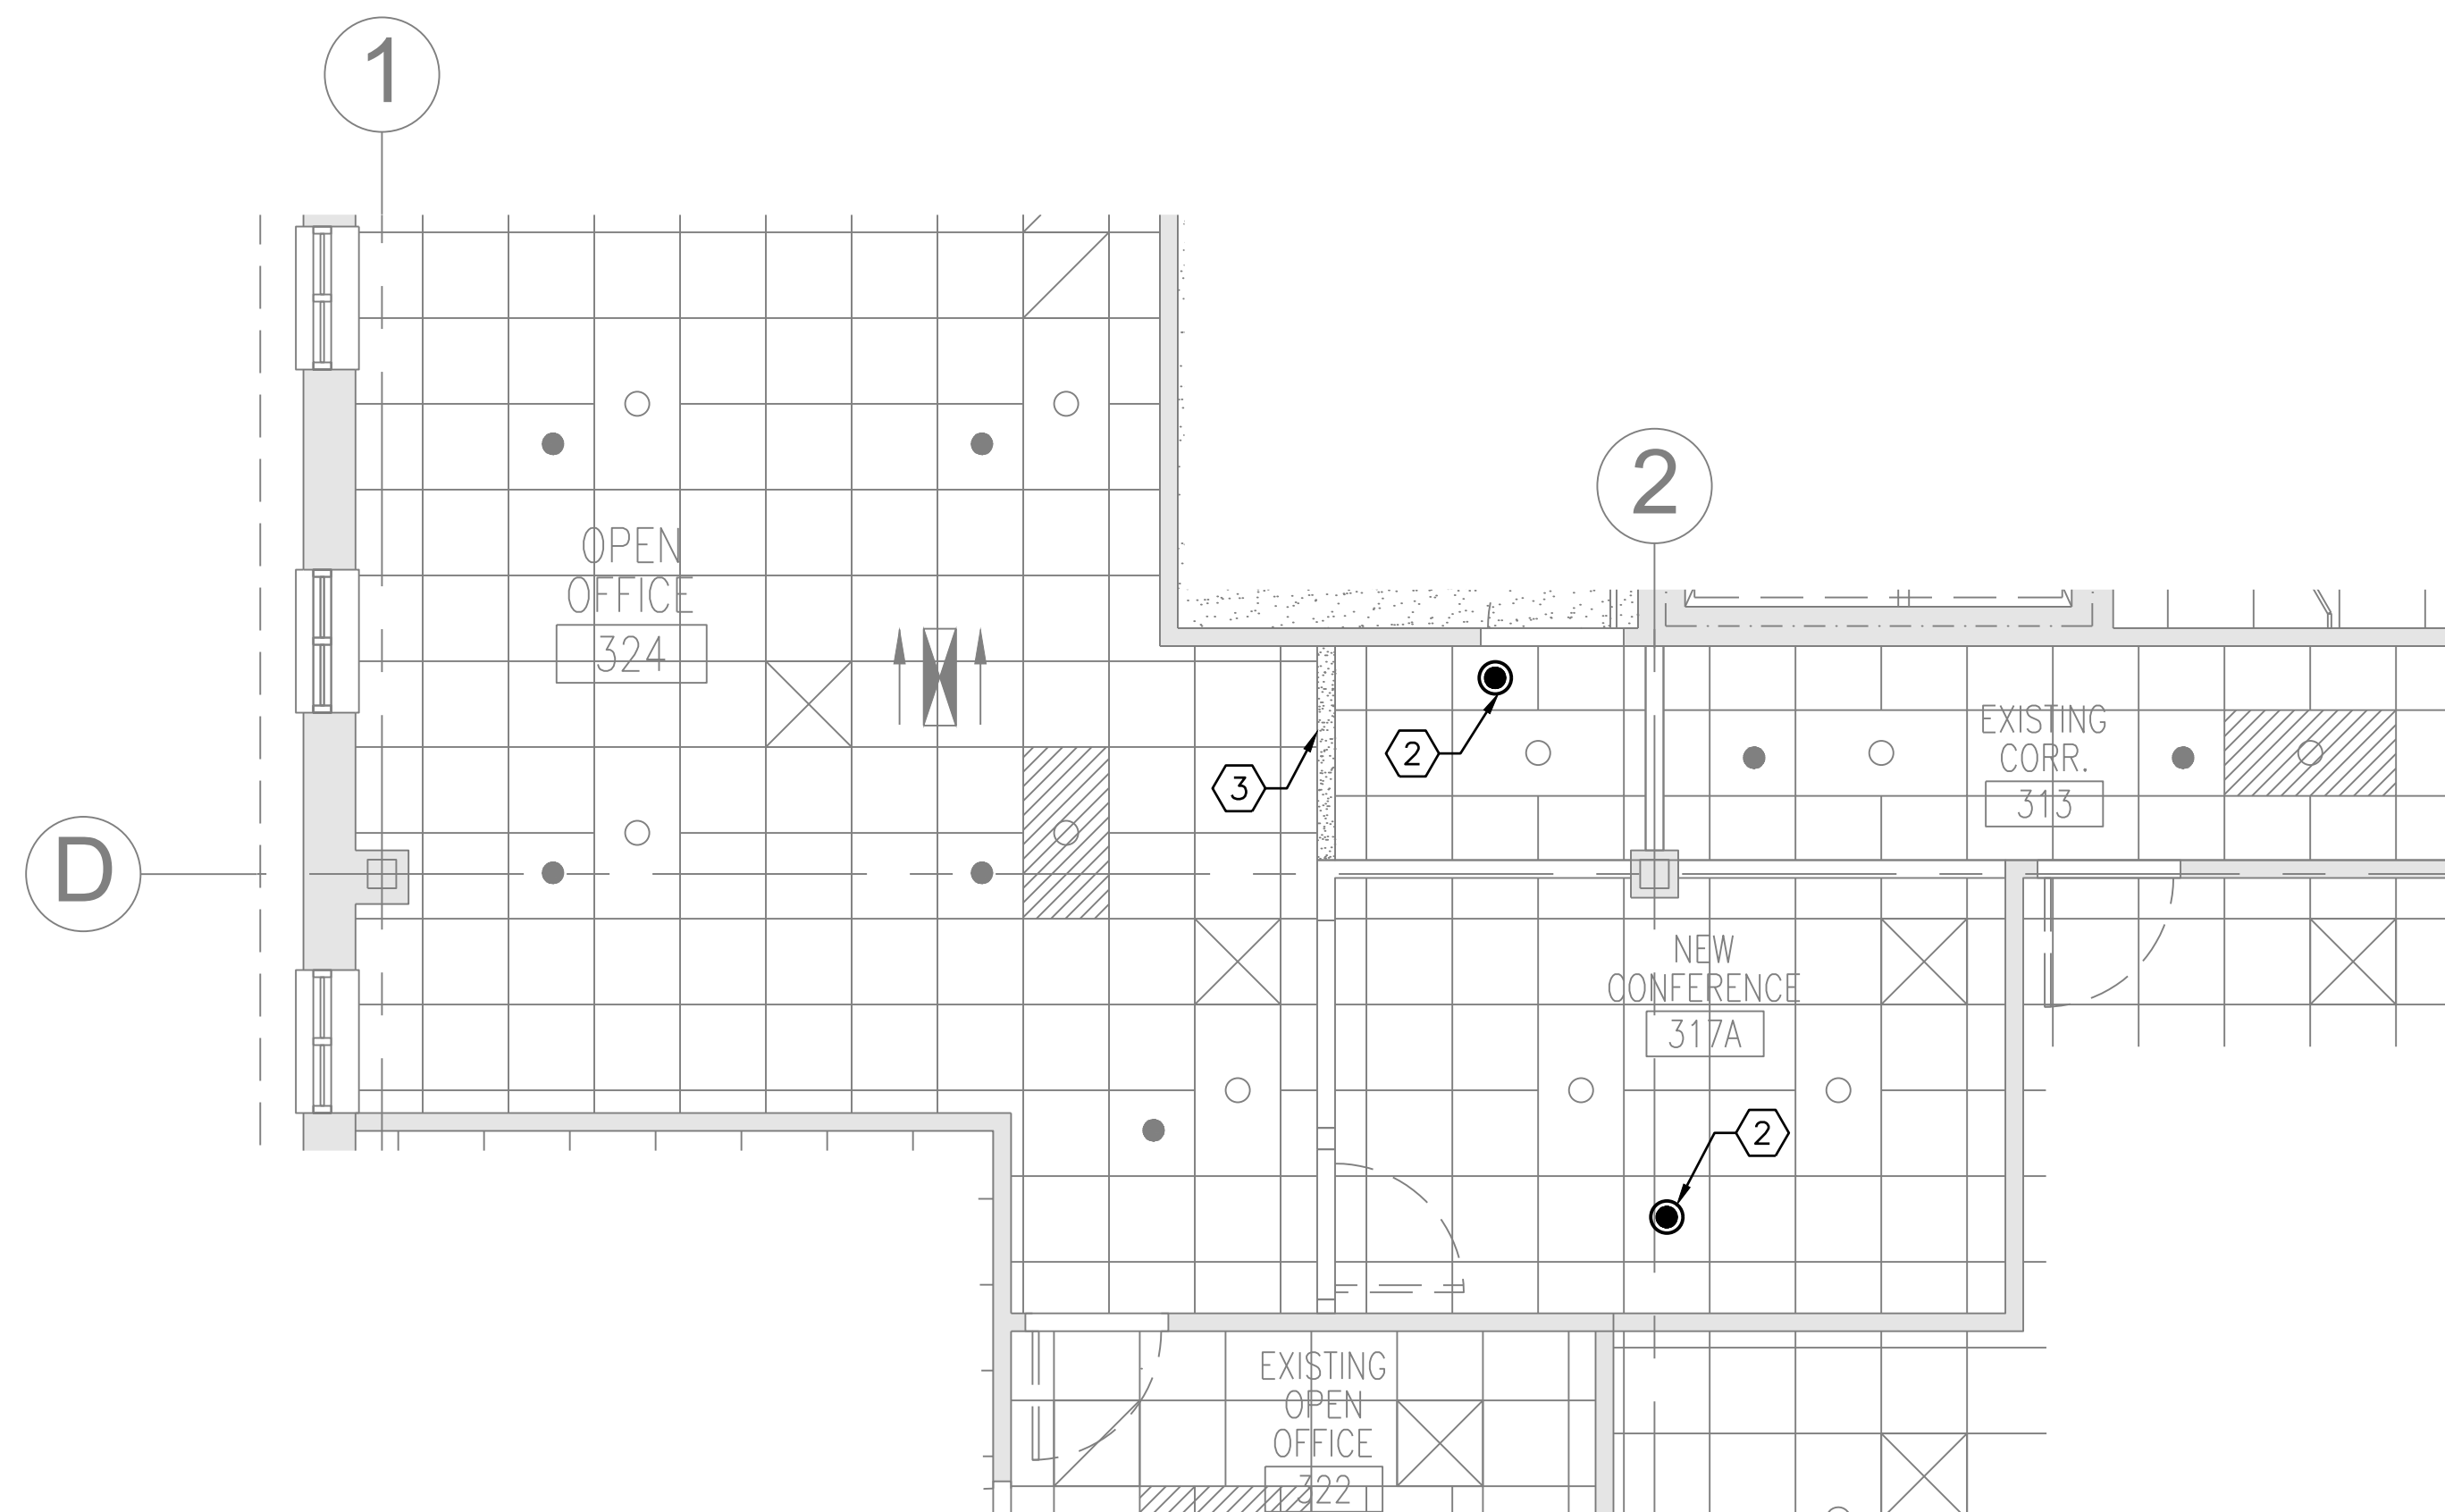 1
2
OPEN
OFFICE
324
EXISTING
CORR.
313
2
3
D
NEW
CONFERENCE
317A
2
EXISTING
OPEN
OFFICE
322